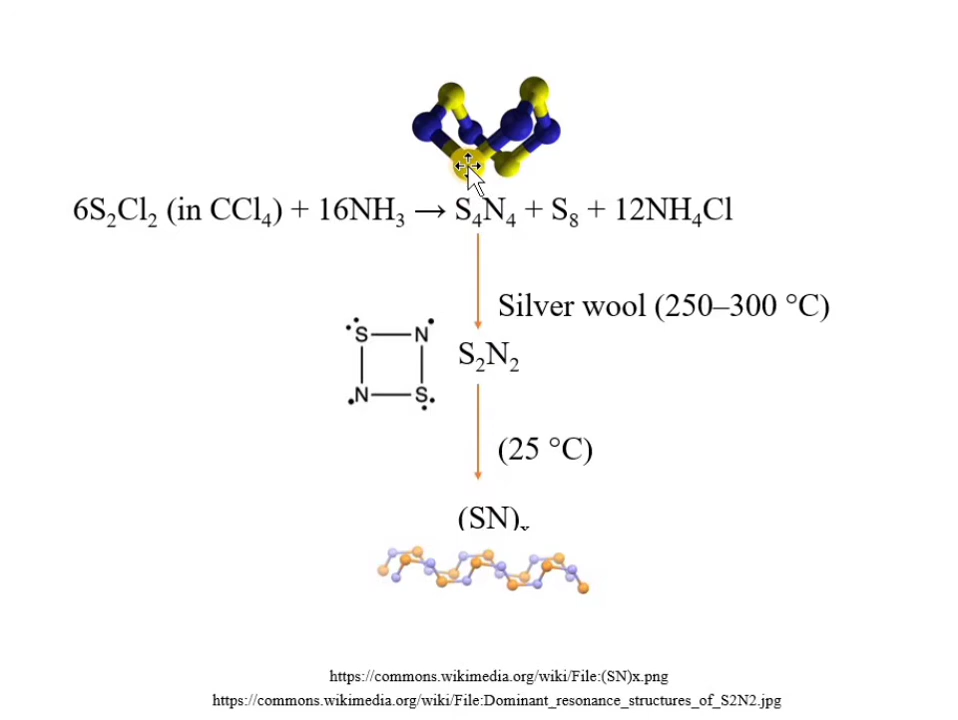 6S₂Cl₂ (in CCl₄) + 16NH₃ → S₄N₄ + S₈ + 12NH₄Cl
Silver wool (250–300 °C)
S N
S₂N₂
N S
(25 °C)
(SN)ₓ
https://commons.wikimedia.org/wiki/File:(SN)x.png
https://commons.wikimedia.org/wiki/File:Dominant_resonance_structures_of_S2N2.jpg